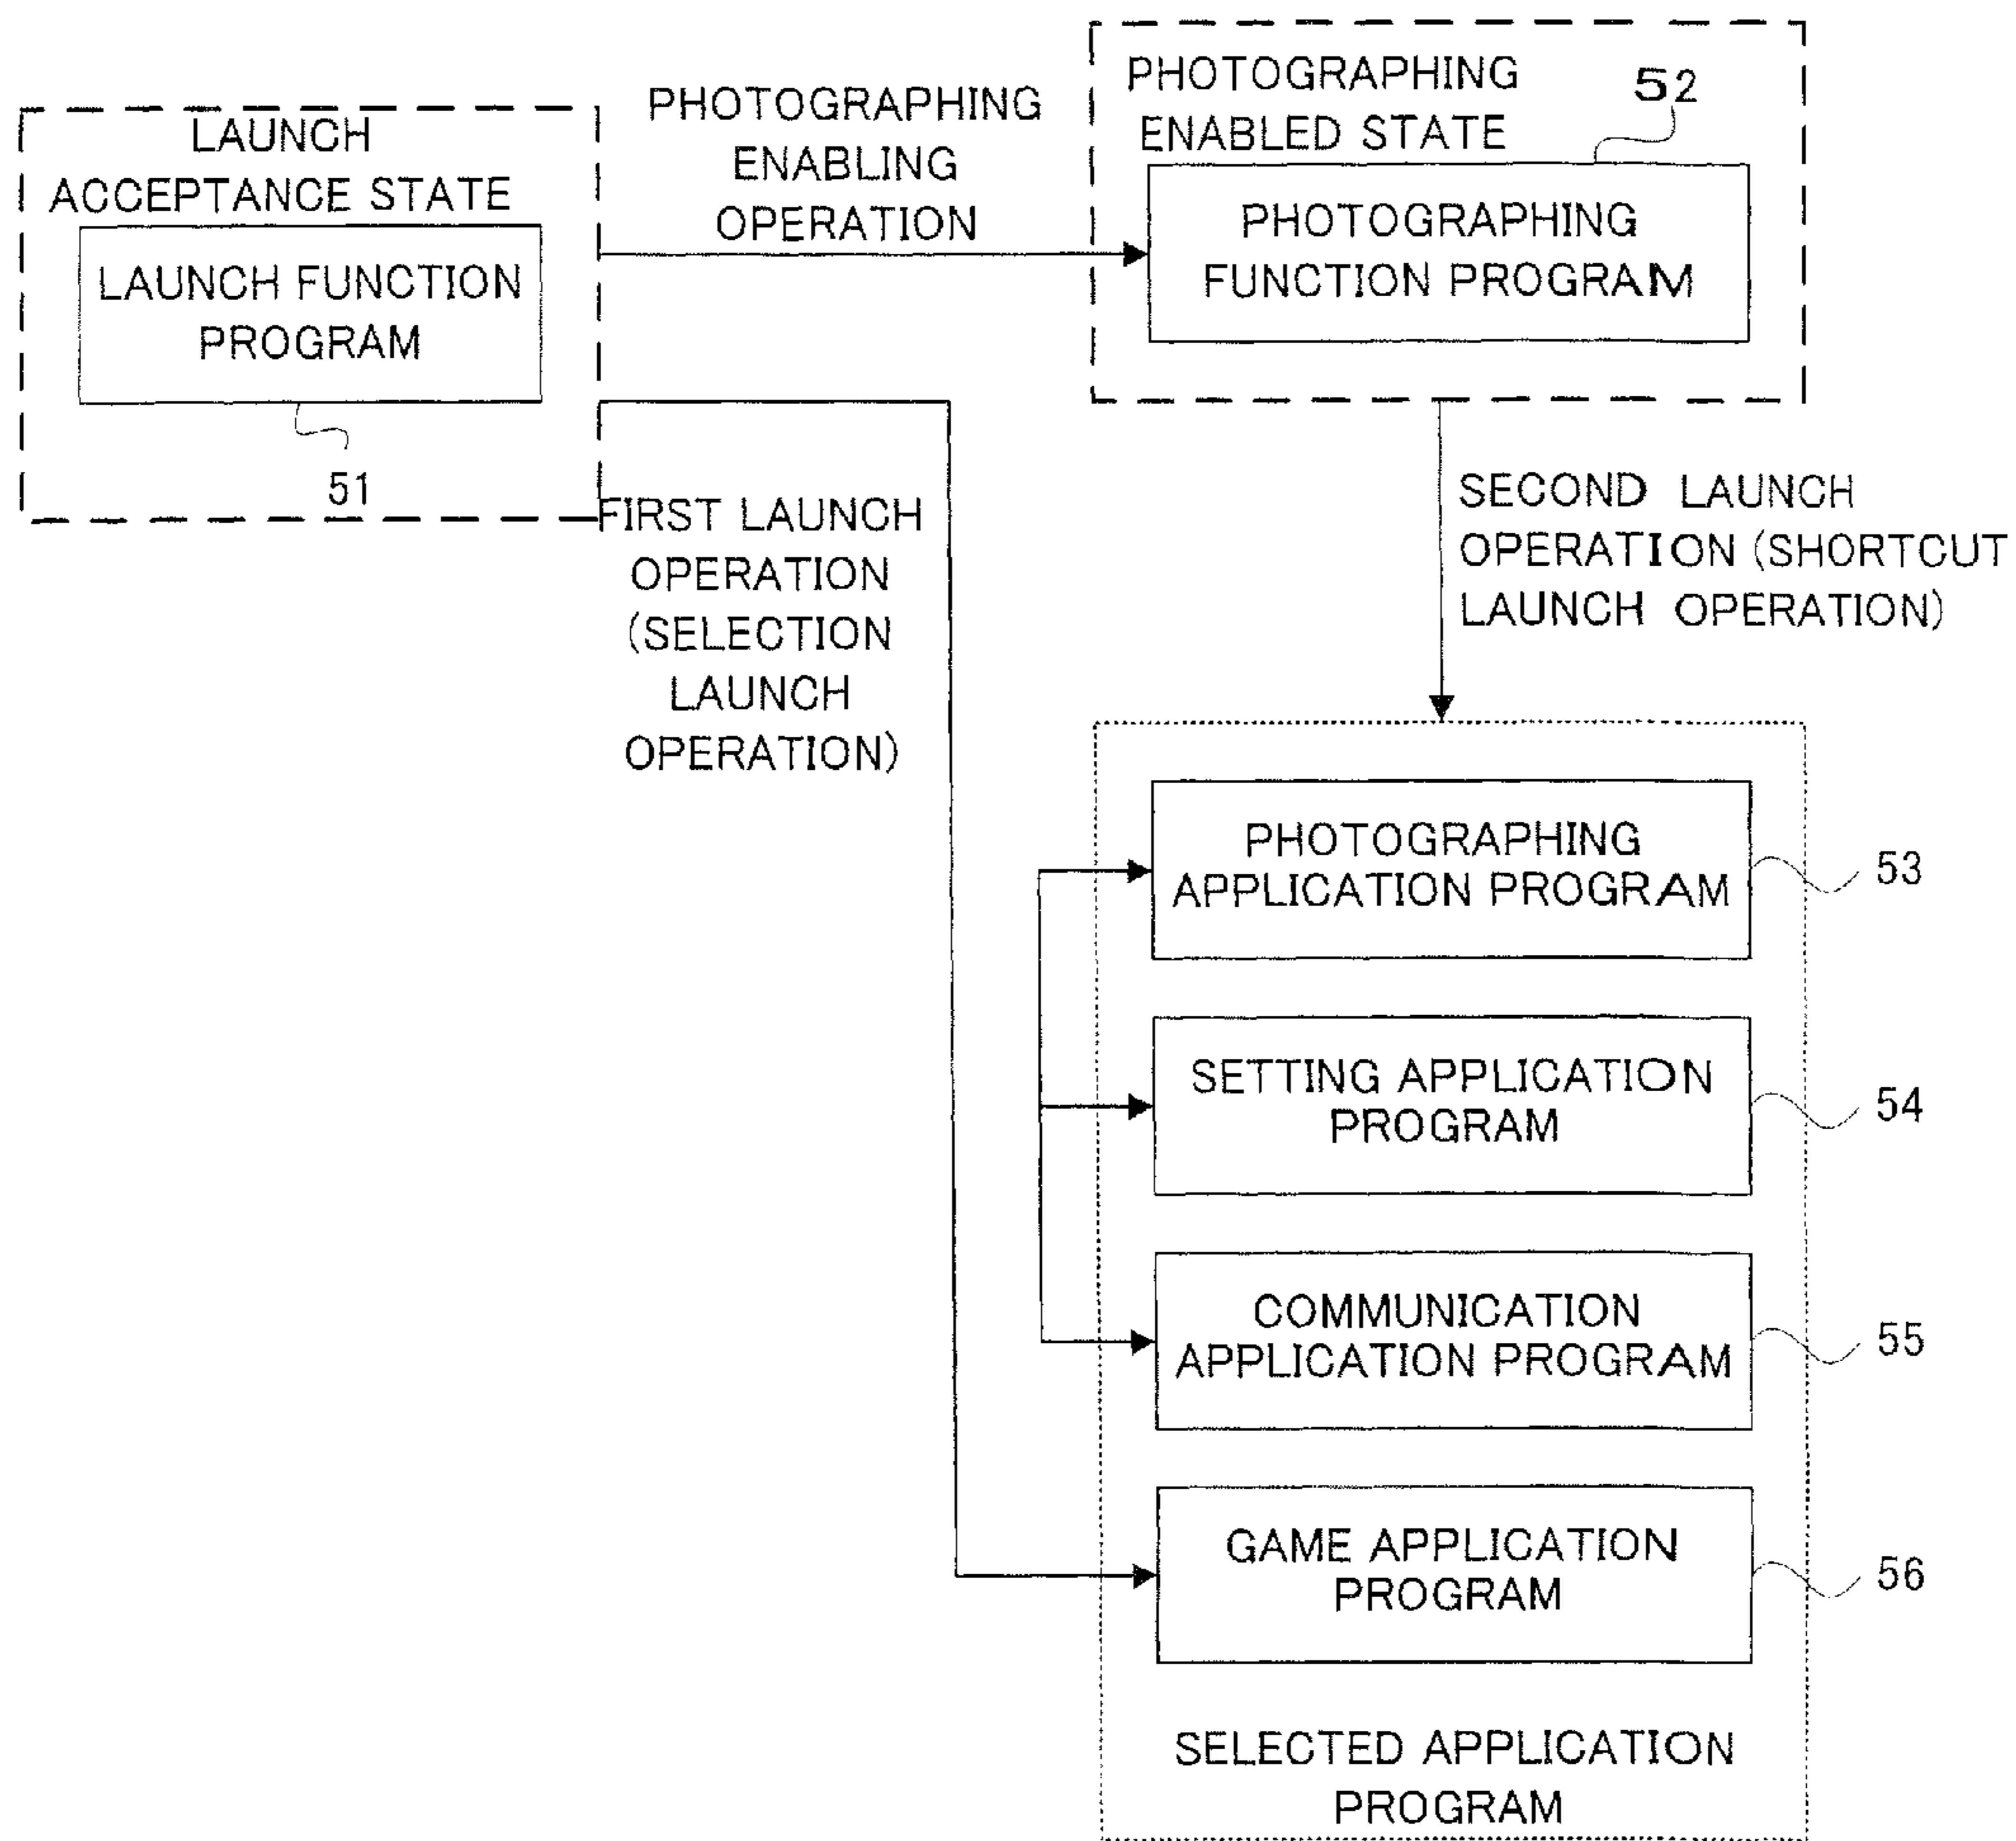 LAUNCH
ACCEPTANCE STATE
LAUNCH FUNCTION
PROGRAM
51
PHOTOGRAPHING
ENABLING
OPERATION
PHOTOGRAPHING
ENABLED STATE
52
PHOTOGRAPHING
FUNCTION PROGRAM
FIRST LAUNCH
OPERATION
(SELECTION
LAUNCH
OPERATION)
SECOND LAUNCH
OPERATION (SHORTCUT
LAUNCH OPERATION)
PHOTOGRAPHING
APPLICATION PROGRAM
53
SETTING APPLICATION
PROGRAM
54
COMMUNICATION
APPLICATION PROGRAM
55
GAME APPLICATION
PROGRAM
56
SELECTED APPLICATION
PROGRAM